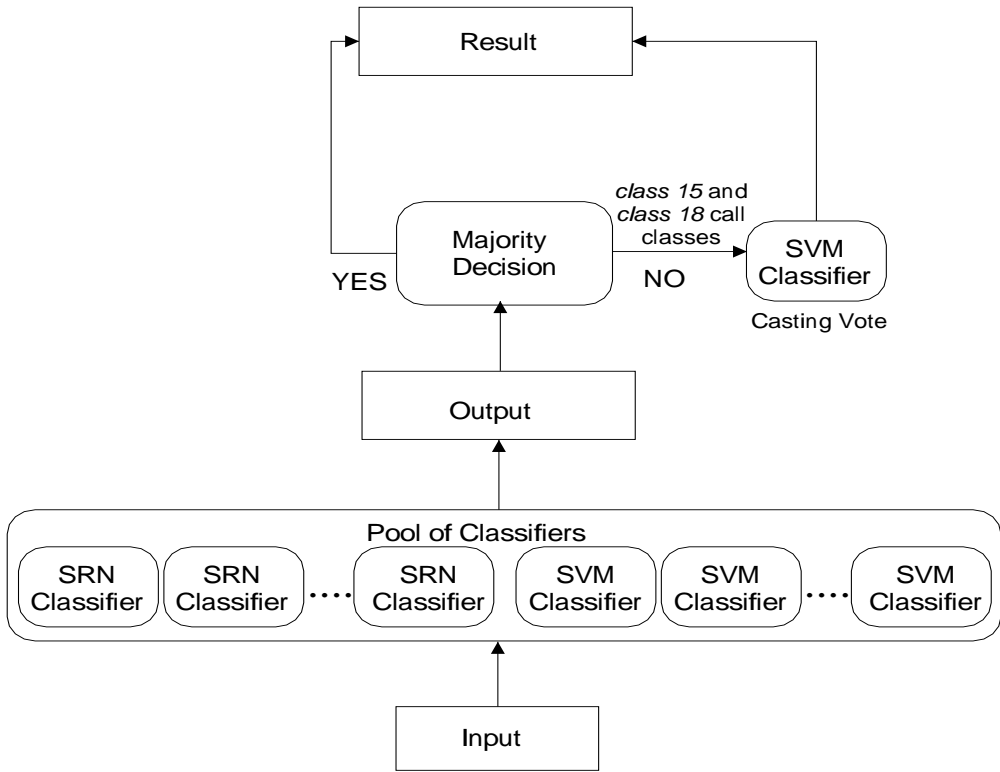 Result
class 15 and
class 18 call
classes
Majority
Decision
SVM
Classifier
YES
NO
Casting Vote
Output
Pool of Classifiers
SRN
Classifier
SRN
Classifier
....
SRN
Classifier
SVM
Classifier
SVM
Classifier
....
SVM
Classifier
Input